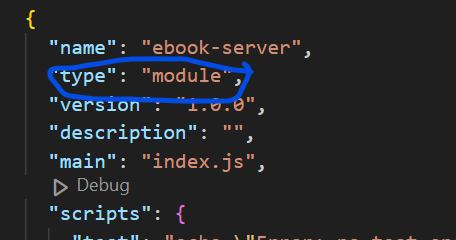 {
"name": "ebook-server",
"type": "module",
"version": "1.0.0",
"description": "",
"main": "index.js",
Debug
"scripts": {